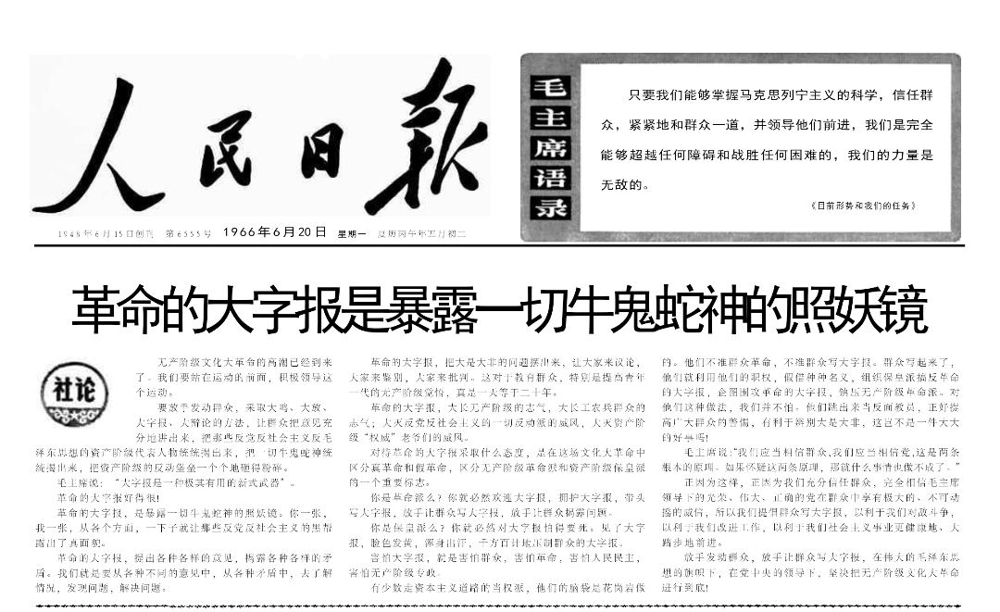 人民日报
1948年6月15日创刊 第6555号 1966年6月20日 星期一 夏历丙午年五月初二
毛主席语录
只要我们能够掌握马克思列宁主义的科学，信任群
众，紧紧地和群众一道，并领导他们前进，我们是完全
能够超越任何障碍和战胜任何困难的，我们的力量是
无敌的。
《目前形势和我们的任务》
革命的大字报是暴露一切牛鬼蛇神的照妖镜
社论
无产阶级文化大革命的高潮已经到来
了。我们要站在运动的前面，积极领导这
个运动。
要放手发动群众，采取大鸣、大放、
大字报、大辩论的方法，让群众把意见充
分地讲出来，把那些反党反社会主义反毛
泽东思想的资产阶级代表人物统统揭出来，把一切牛鬼蛇神统
统揭出来，把资产阶级的反动堡垒一个个地砸得粉碎。
毛主席说：“大字报是一种极其有用的新式武器”。
革命的大字报好得很!
革命的大字报，是暴露一切牛鬼蛇神的照妖镜。你一张，
我一张，从各个方面，一下子就让那些反党反社会主义的黑帮
露出了真面貌。
革命的大字报，提出各种各样的意见，揭露各种各样的矛
盾。我们就是要从各种不同的意见中，从各种矛盾中，去了解
情况，发现问题，解决问题。
革命的大字报，把大是大非的问题摆出来，让大家来议论，
大家来鉴别，大家来批判。这对于教育群众，特别是提高青年
一代的无产阶级觉悟，真是一天等于二十年。
革命的大字报，大长无产阶级的志气，大长工农兵群众的
志气；大灭反党反社会主义的一切反动派的威风，大灭资产阶
级“权威”老爷们的威风。
对待革命的大字报采取什么态度，是在这场文化大革命中
区分真革命和假革命，区分无产阶级革命派和资产阶级保皇派
的一个重要标志。
你是革命派么？你就必然欢迎大字报，拥护大字报，带头
写大字报，放手让群众写大字报，放手让群众揭露问题。
你是保皇派么？你就必然对大字报怕得要死。见了大字
报，脸色发黄，浑身出汗，千方百计地压制群众的大字报。
害怕大字报，就是害怕群众，害怕革命，害怕人民民主，
害怕无产阶级专政。
有少数走资本主义道路的当权派，他们的脑袋是花岗岩做
的。他们不准群众革命，不准群众写大字报。群众写起来了，
他们就利用他们的职权，假借种种名义，组织保皇派搞反革命
的大字报，企图围攻革命的大字报，镇压无产阶级革命派。对
他们这种做法，我们并不怕。他们跳出来当反面教员，正好提
高广大群众的警惕，有利于辨别大是大非，这岂不是一件大大
的好事吗!
毛主席说:“我们应当相信群众,我们应当相信党,这是两条
根本的原理。如果怀疑这两条原理，那就什么事情也做不成了。”
正因为这样，正因为我们充分信任群众，完全相信毛主席
领导下的光荣、伟大、正确的党在群众中享有极大的、不可动
摇的威信，所以我们提倡群众写大字报，以利于我们对敌斗争，
以利于我们改进工作，以利于我们社会主义事业更健康地、大
踏步地前进。
放手发动群众，放手让群众写大字报，在伟大的毛泽东思
想的旗帜下，在党中央的领导下，坚决把无产阶级文化大革命
进行到底!